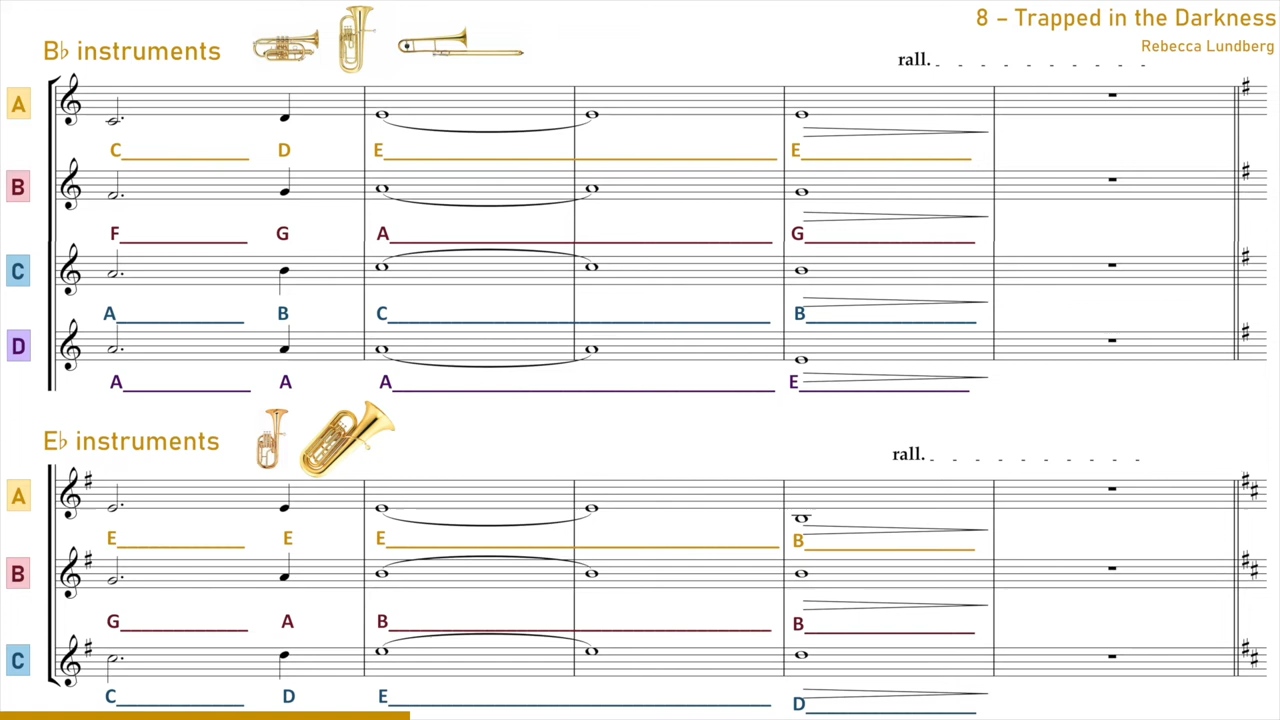 8 – Trapped in the Darkness
Rebecca Lundberg
B♭ instruments
rall.
A
C D E E
B
F G A G
C
A B C B
D
A A A E
E♭ instruments
rall.
A
E E E B
B
G A B B
C
C D E D